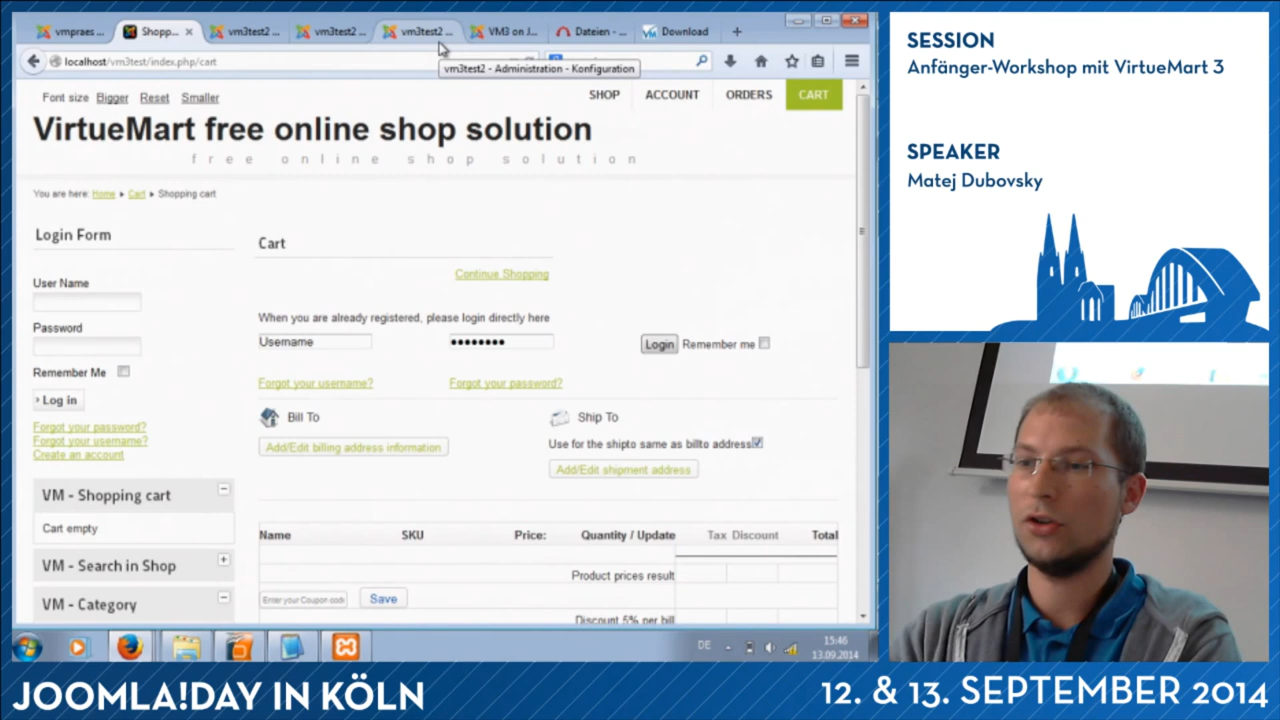 vmpraes ...
Shopp...
vm3test2 ...
vm3test2 ...
vm3test2 ...
VM3 on J...
Dateien - ...
Download
localhost/vm3test/index.php/cart
vm3test2 - Administration - Konfiguration
Font size Bigger Reset Smaller
SHOP ACCOUNT ORDERS CART
VirtueMart free online shop solution
free online shop solution
You are here: Home Cart Shopping cart
Login Form
User Name
Password
Remember Me
Log in
Forgot your password?
Forgot your username?
Create an account
VM - Shopping cart
Cart empty
VM - Search in Shop
VM - Category
Cart
Continue Shopping
When you are already registered, please login directly here
Username
Login Remember me
Forgot your username? Forgot your password?
Bill To
Ship To
Add/Edit billing address information
Use for the shipto same as billto address
Add/Edit shipment address
Name SKU Price: Quantity / Update Tax Discount Total
Product prices result
Enter your Coupon code Save
Discount 5% per bill
DE
15:46
13.09.2014
SESSION
Anfänger-Workshop mit VirtueMart 3
SPEAKER
Matej Dubovsky
JOOMLA!DAY IN KÖLN
12. & 13. SEPTEMBER 2014